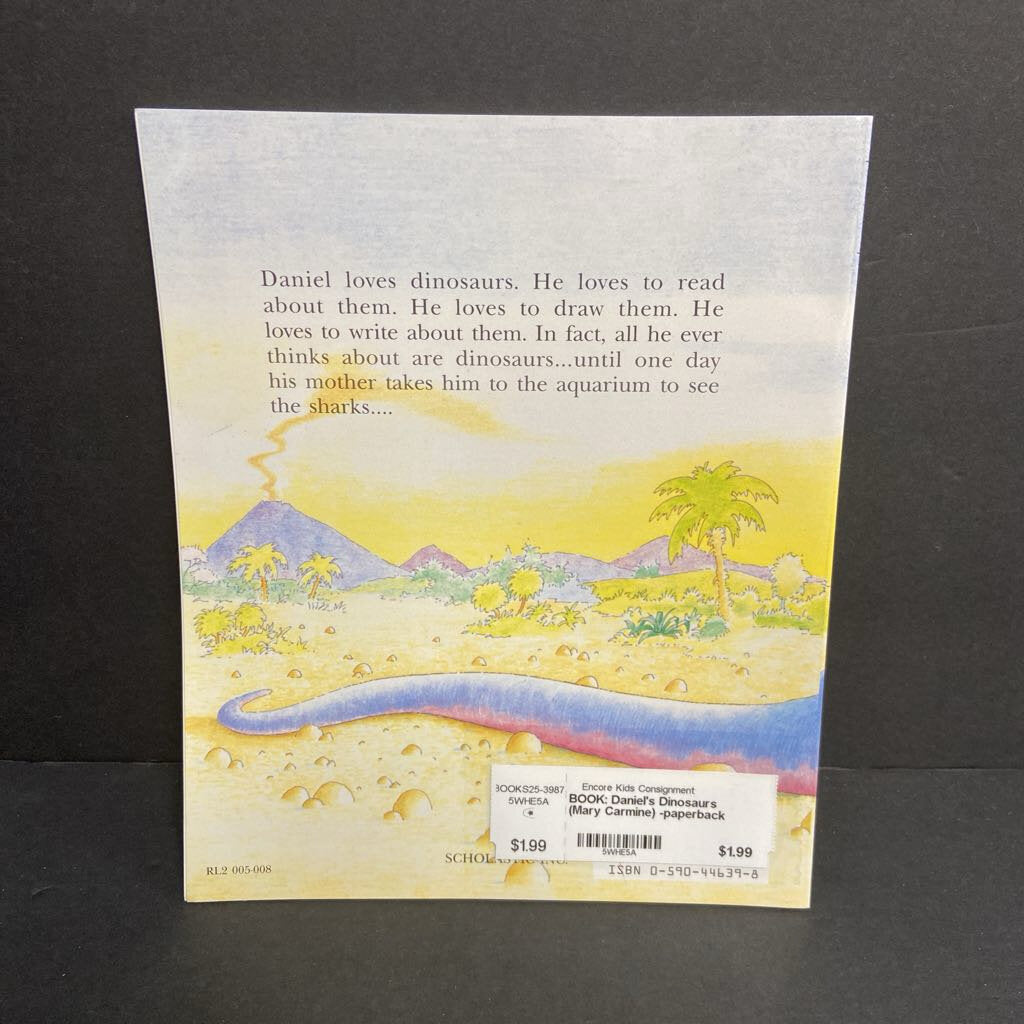 Daniel loves dinosaurs. He loves to read
about them. He loves to draw them. He
loves to write about them. In fact, all he ever
thinks about are dinosaurs...until one day
his mother takes him to the aquarium to see
the sharks....
BOOKS25-3987
5WHE5A
$1.99
Encore Kids Consignment
BOOK: Daniel's Dinosaurs
(Mary Carmine) -paperback
5WHE5A
$1.99
SCHOLASTIC INC.
RL2 005-008
ISBN 0-590-44639-8